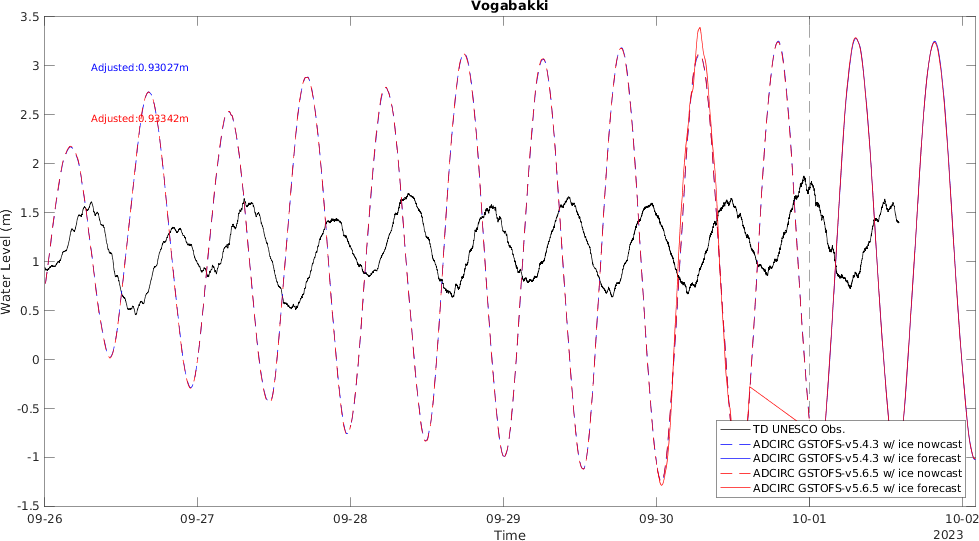 Vogabakki
3.5
3
2.5
2
1.5
1
0.5
0
-0.5
-1
-1.5
Water Level (m)
Adjusted:0.93027m
Adjusted:0.93342m
TD UNESCO Obs.
ADCIRC GSTOFS-v5.4.3 w/ ice nowcast
ADCIRC GSTOFS-v5.4.3 w/ ice forecast
ADCIRC GSTOFS-v5.6.5 w/ ice nowcast
ADCIRC GSTOFS-v5.6.5 w/ ice forecast
09-26 09-27 09-28 09-29 09-30 10-01 10-02
2023
Time